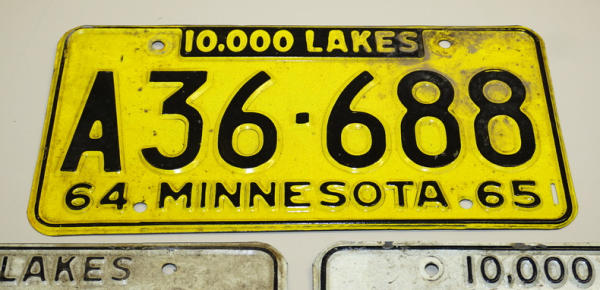 10,000 LAKES
A36·688
64 MINNESOTA 65
LAKES
10,000